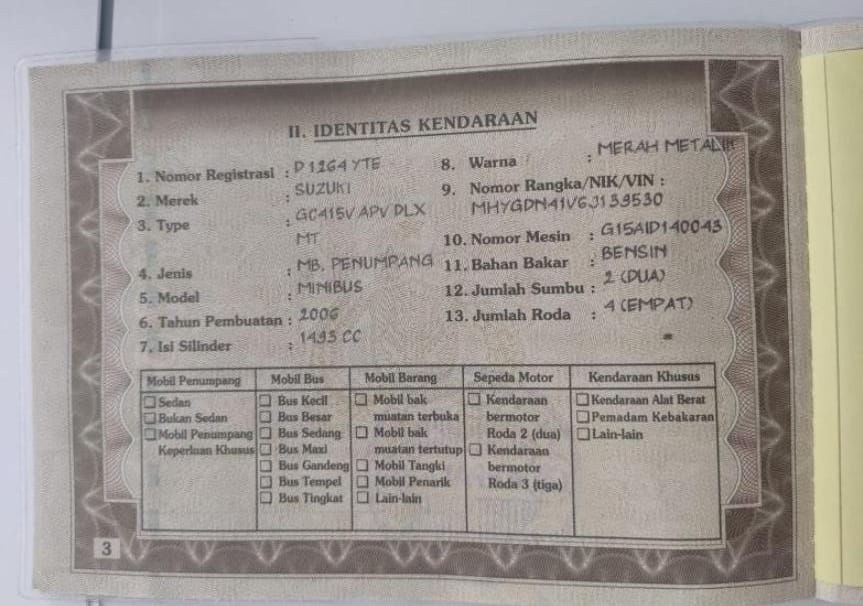 II. IDENTITAS KENDARAAN
1. Nomor Registrasi : D 1264 YTE
2. Merek : SUZUKI
3. Type : GC415V APV DLX
MT
4. Jenis : MB. PENUMPANG
5. Model : MINIBUS
6. Tahun Pembuatan : 2006
7. Isi Silinder : 1493 CC
8. Warna : MERAH METALIK
9. Nomor Rangka/NIK/VIN :
MHYGDN41V6J139530
10. Nomor Mesin : G15AID140043
11. Bahan Bakar : BENSIN
12. Jumlah Sumbu : 2 (DUA)
13. Jumlah Roda : 4 (EMPAT)
Mobil Penumpang
Sedan
Bukan Sedan
Mobil Penumpang
Keperluan Khusus
Mobil Bus
Bus Kecil
Bus Besar
Bus Sedang
Bus Maxi
Bus Gandeng
Bus Tempel
Bus Tingkat
Mobil Barang
Mobil bak
muatan terbuka
Mobil bak
muatan tertutup
Mobil Tangki
Mobil Penarik
Lain-lain
Sepeda Motor
Kendaraan
bermotor
Roda 2 (dua)
Kendaraan
bermotor
Roda 3 (tiga)
Kendaraan Khusus
Kendaraan Alat Berat
Pemadam Kebakaran
Lain-lain
3